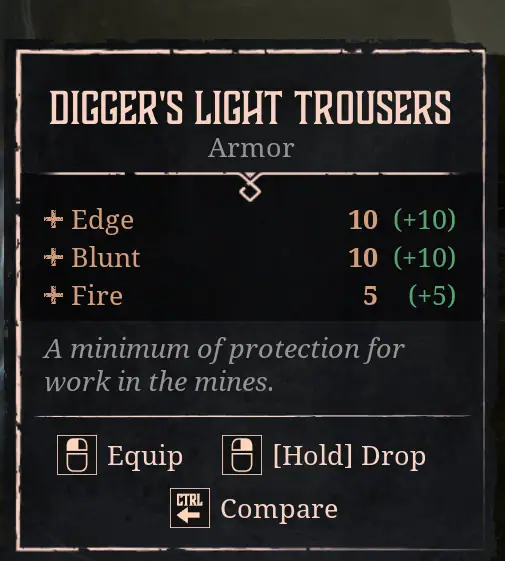 DIGGER'S LIGHT TROUSERS
Armor
Edge 10 (+10)
Blunt 10 (+10)
Fire 5 (+5)
A minimum of protection for
work in the mines.
Equip [Hold] Drop
CTRL Compare